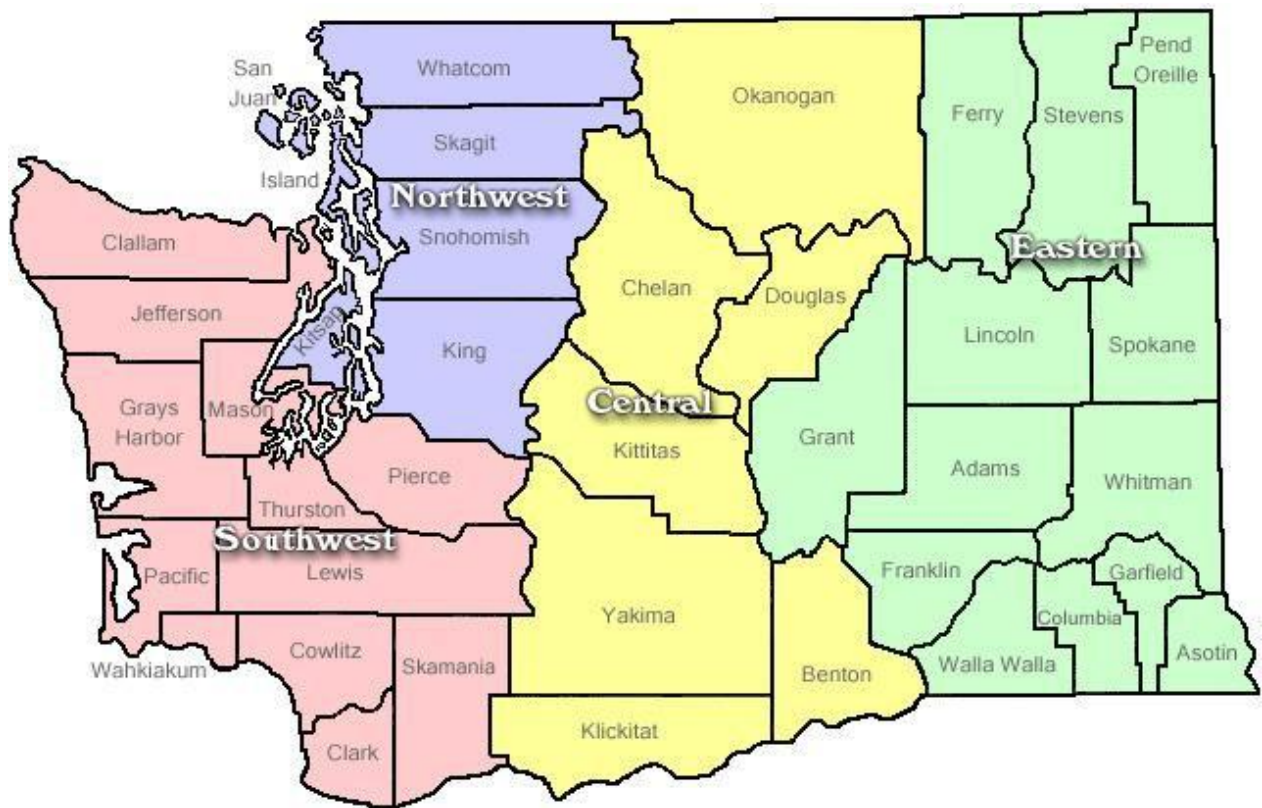 Whatcom
San
Juan
Skagit
Island
Northwest
Snohomish
Clallam
Jefferson
Kitsap
King
Grays
Harbor
Mason
Pierce
Thurston
Southwest
Pacific
Lewis
Wahkiakum
Cowlitz
Skamania
Clark
Okanogan
Chelan
Douglas
Central
Kittitas
Yakima
Benton
Klickitat
Ferry
Stevens
Pend
Oreille
Eastern
Lincoln
Spokane
Grant
Adams
Whitman
Franklin
Garfield
Columbia
Walla Walla
Asotin